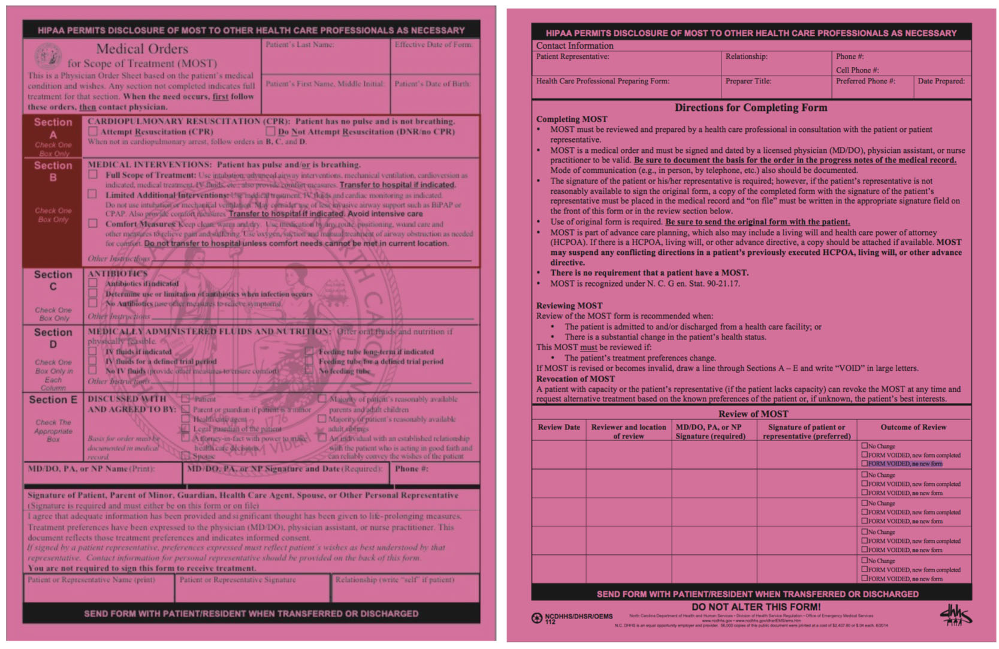 HIPAA PERMITS DISCLOSURE OF MOST TO OTHER HEALTH CARE PROFESSIONALS AS NECESSARY
Medical Orders
for Scope of Treatment (MOST)
This is a Physician Order Sheet based on the patient's medical
condition and wishes. Any section not completed indicates full
treatment for that section. When the need occurs, first follow
these orders, then contact physician.
Patient's Last Name:
Effective Date of Form:
Patient's First Name, Middle Initial:
Patient's Date of Birth:
Section
A
Check One
Box Only
CARDIOPULMONARY RESUSCITATION (CPR): Patient has no pulse and is not breathing.
Attempt Resuscitation (CPR)
Do Not Attempt Resuscitation (DNR/no CPR)
When not in cardiopulmonary arrest, follow orders in B, C, and D.
Section
B
Check One
Box Only
MEDICAL INTERVENTIONS: Patient has pulse and/or is breathing.
Full Scope of Treatment: Use intubation, advanced airway interventions, mechanical ventilation, cardioversion as
indicated, medical treatment, IV fluids, etc.; also provide comfort measures. Transfer to hospital if indicated.
Limited Additional Interventions: Use medical treatment, IV fluids and cardiac monitoring as indicated.
Do not use intubation or mechanical ventilation. May consider use of less invasive airway support such as BiPAP or
CPAP. Also provide comfort measures. Transfer to hospital if indicated. Avoid intensive care
Comfort Measures: Keep clean, warm and dry. Use medication by any route, positioning, wound care and
other measures to relieve pain and suffering. Use oxygen, suction and manual treatment of airway obstruction as needed
for comfort. Do not transfer to hospital unless comfort needs cannot be met in current location.
Other Instructions
Section
C
Check One
Box Only
ANTIBIOTICS
Antibiotics if indicated
Determine use or limitation of antibiotics when infection occurs
No Antibiotics (use other measures to relieve symptoms)
Other Instructions
Section
D
Check One
Box Only in
Each
Column
MEDICALLY ADMINISTERED FLUIDS AND NUTRITION: Offer oral fluids and nutrition if
physically feasible.
IV fluids if indicated
Feeding tube long-term if indicated
IV fluids for a defined trial period
Feeding tube for a defined trial period
No IV fluids (provide other measures to ensure comfort)
No feeding tube
Other Instructions
Section E
Check The
Appropriate
Box
DISCUSSED WITH
AND AGREED TO BY:
Basis for order must be
documented in medical
record.
Patient
Parent or guardian if patient is a minor
Health care agent
Legal guardian of the patient
Attorney-in-fact with power to make
health care decisions
Spouse
Majority of patient's reasonably available
parents and adult children
Majority of patient's reasonably available
adult siblings
An individual with an established relationship
with the patient who is acting in good faith and
can reliably convey the wishes of the patient
MD/DO, PA, or NP Name (Print):
MD/DO, PA, or NP Signature and Date (Required):
Phone #:
Signature of Patient, Parent of Minor, Guardian, Health Care Agent, Spouse, or Other Personal Representative
(Signature is required and must either be on this form or on file)
I agree that adequate information has been provided and significant thought has been given to life-prolonging measures.
Treatment preferences have been expressed to the physician (MD/DO), physician assistant, or nurse practitioner. This
document reflects those treatment preferences and indicates informed consent.
If signed by a patient representative, preferences expressed must reflect patient's wishes as best understood by that
representative. Contact information for personal representative should be provided on the back of this form.
You are not required to sign this form to receive treatment.
Patient or Representative Name (print)
Patient or Representative Signature
Relationship (write "self" if patient)
SEND FORM WITH PATIENT/RESIDENT WHEN TRANSFERRED OR DISCHARGED
HIPAA PERMITS DISCLOSURE OF MOST TO OTHER HEALTH CARE PROFESSIONALS AS NECESSARY
Contact Information
Patient Representative:
Relationship:
Phone #:
Cell Phone #:
Health Care Professional Preparing Form:
Preparer Title:
Preferred Phone #:
Date Prepared:
Directions for Completing Form
Completing MOST
• MOST must be reviewed and prepared by a health care professional in consultation with the patient or patient
representative.
• MOST is a medical order and must be signed and dated by a licensed physician (MD/DO), physician assistant, or nurse
practitioner to be valid. Be sure to document the basis for the order in the progress notes of the medical record.
Mode of communication (e.g., in person, by telephone, etc.) also should be documented.
• The signature of the patient or his/her representative is required; however, if the patient's representative is not
reasonably available to sign the original form, a copy of the completed form with the signature of the patient's
representative must be placed in the medical record and "on file" must be written in the appropriate signature field on
the front of this form or in the review section below.
• Use of original form is required. Be sure to send the original form with the patient.
• MOST is part of advance care planning, which also may include a living will and health care power of attorney
(HCPOA). If there is a HCPOA, living will, or other advance directive, a copy should be attached if available. MOST
may suspend any conflicting directions in a patient's previously executed HCPOA, living will, or other advance
directive.
• There is no requirement that a patient have a MOST.
• MOST is recognized under N. C. G en. Stat. 90-21.17.
Reviewing MOST
Review of the MOST form is recommended when:
• The patient is admitted to and/or discharged from a health care facility; or
• There is a substantial change in the patient's health status.
This MOST must be reviewed if:
• The patient's treatment preferences change.
If MOST is revised or becomes invalid, draw a line through Sections A – E and write "VOID" in large letters.
Revocation of MOST
A patient with capacity or the patient's representative (if the patient lacks capacity) can revoke the MOST at any time and
request alternative treatment based on the known preferences of the patient or, if unknown, the patient's best interests.
Review of MOST
Review Date
Reviewer and location
of review
MD/DO, PA, or NP
Signature (required)
Signature of patient or
representative (preferred)
Outcome of Review
No Change
FORM VOIDED, new form completed
FORM VOIDED, no new form
No Change
FORM VOIDED, new form completed
FORM VOIDED, no new form
No Change
FORM VOIDED, new form completed
FORM VOIDED, no new form
No Change
FORM VOIDED, new form completed
FORM VOIDED, no new form
No Change
FORM VOIDED, new form completed
FORM VOIDED, no new form
SEND FORM WITH PATIENT/RESIDENT WHEN TRANSFERRED OR DISCHARGED
DO NOT ALTER THIS FORM!
NCDHHS/DHSR/OEMS
112
North Carolina Department of Health and Human Services • Division of Health Service Regulation • Office of Emergency Medical Services
www.ncdhhs.gov • www.ncdhhs.gov/dhsr/EMS/ems.htm
N.C. DHHS is an equal opportunity employer and provider. 56,000 copies of this public document were printed at a cost of $2,407.60 or $.04 each. 6/2014
dhhs